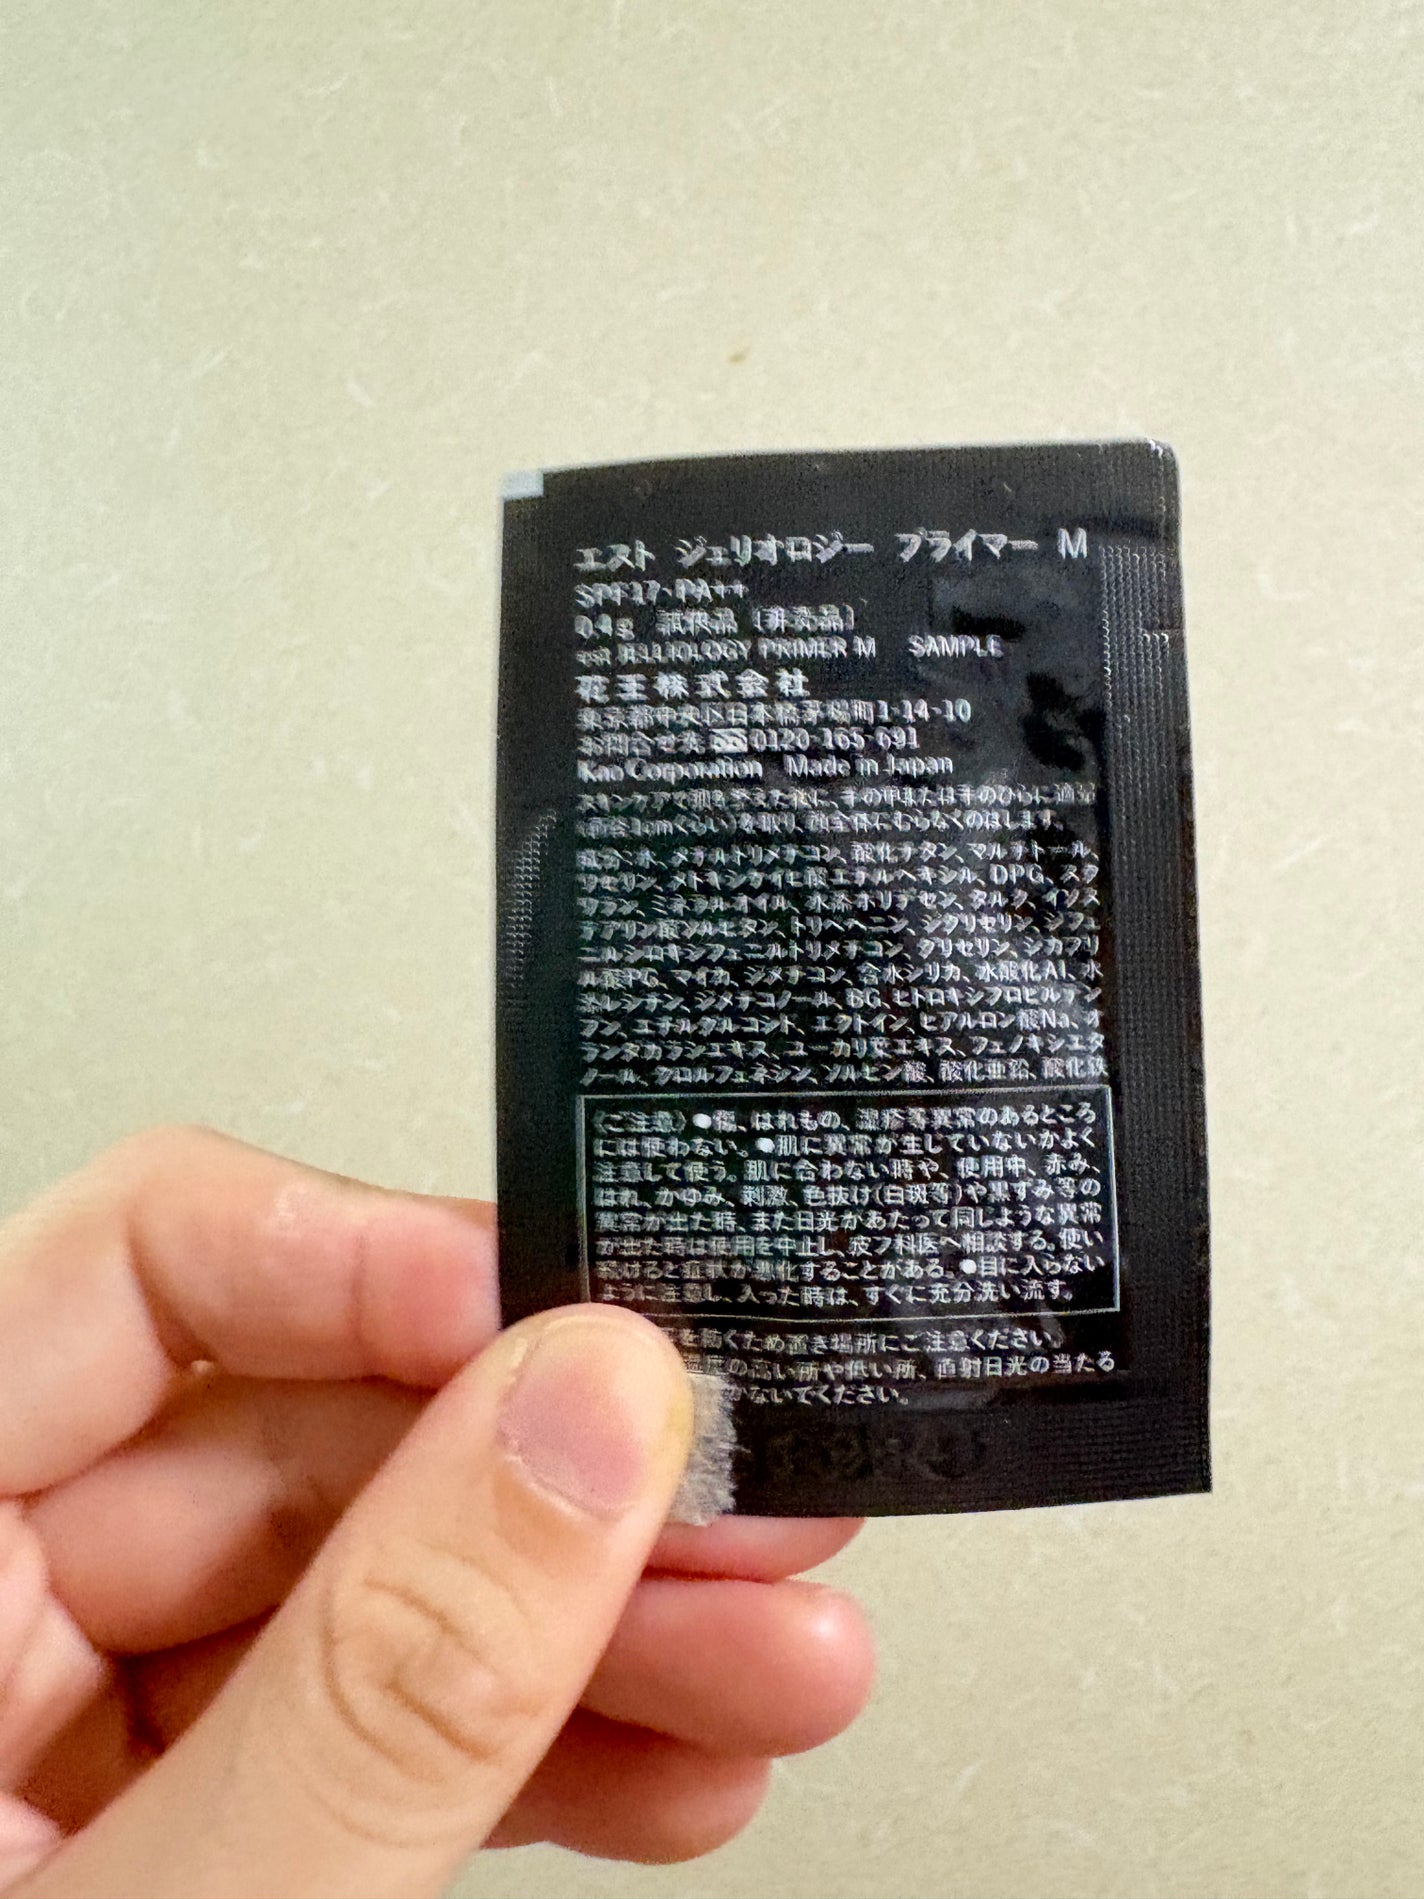 エスト ジェリオロジー プライマー M
SPF17・PA++
0.4g 試供品〔非売品〕
est JELLIOLOGY PRIMER M SAMPLE
花王株式会社
東京都中央区日本橋茅場町1-14-10
お問合せ先 0120-165-691
Kao Corporation Made in Japan
スキンケアで肌を整えた後に、手の甲または手のひらに適量
(直径1cmくらい)を取り、顔全体にむらなくのばします。
成分:水、メチルトリメチコン、酸化チタン、マルチトール、
リセリン、メトキシケイヒ酸エチルヘキシル、DPG、スク
ワラン、ミネラルオイル、水添ポリデセン、タルク、イソス
テアリン酸ソルビタン、トリベヘニン、ジグリセリン、ジフェ
ニルシロキシフェニルトリメチコン、グリセリン、ジカプリ
ル酸PG、マイカ、ジメチコン、含水シリカ、水酸化Al、水
添レシチン、ジメチコノール、BG、ヒドロキシプロピルデン
プン、エチルグルコシド、エクトイン、ヒアルロン酸Na、オ
ランダカラシエキス、ユーカリ葉エキス、フェノキシエタ
ノール、クロルフェネシン、ソルビン酸、酸化亜鉛、酸化鉄
〈ご注意〉●傷、はれもの、湿疹等異常のあるところ
には使わない。●肌に異常が生じていないかよく
注意して使う。肌に合わない時や、使用中、赤み、
はれ、かゆみ、刺激、色抜け(白斑等)や黒ずみ等の
異常が出た時、また日光があたって同じような異常
が出た時は使用を中止し、皮フ科医へ相談する。使い
続けると症状が悪化することがある。●目に入らない
ように注意し、入った時は、すぐに充分洗い流す。
を防ぐため置き場所にご注意ください。
の高い所や低い所、直射日光の当たる
かないでください。